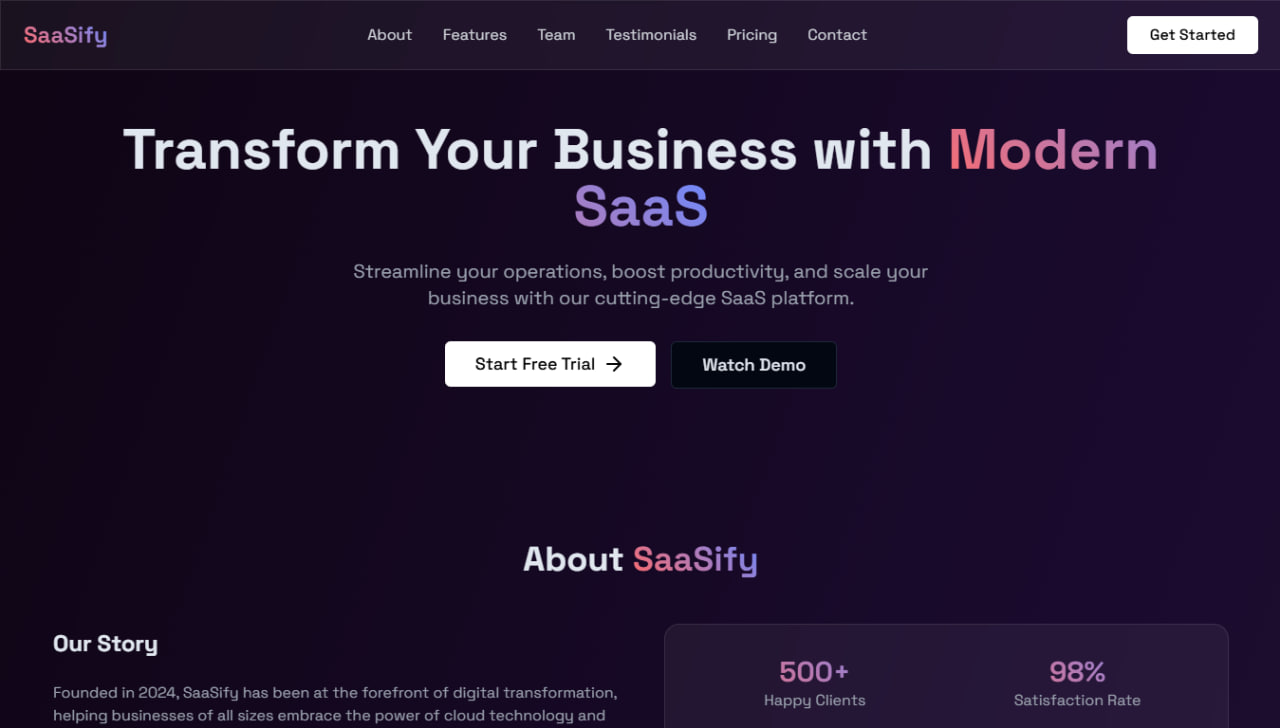 SaaSify
About Features Team Testimonials Pricing Contact
Get Started
Transform Your Business with Modern
SaaS
Streamline your operations, boost productivity, and scale your
business with our cutting-edge SaaS platform.
Start Free Trial
Watch Demo
About SaaSify
Our Story
Founded in 2024, SaaSify has been at the forefront of digital transformation,
helping businesses of all sizes embrace the power of cloud technology and
500+
Happy Clients
98%
Satisfaction Rate